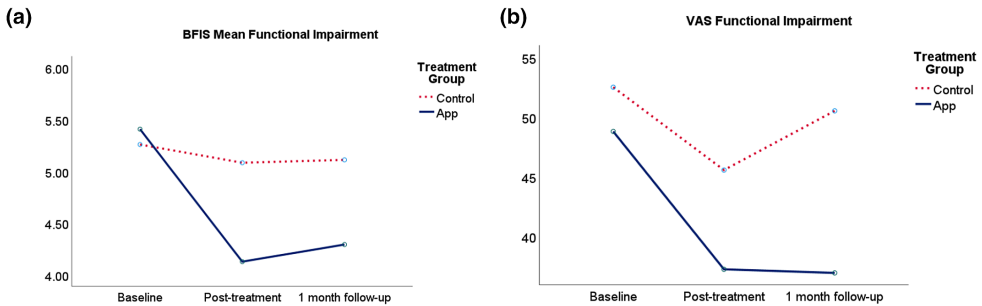 (a)
BFIS Mean Functional Impairment
6.00
5.50
5.00
4.50
4.00
Baseline
Post-treatment
1 month follow-up
Treatment
Group
Control
App
(b)
VAS Functional Impairment
55
50
45
40
Baseline
Post-treatment
1 month follow-up
Treatment
Group
Control
App